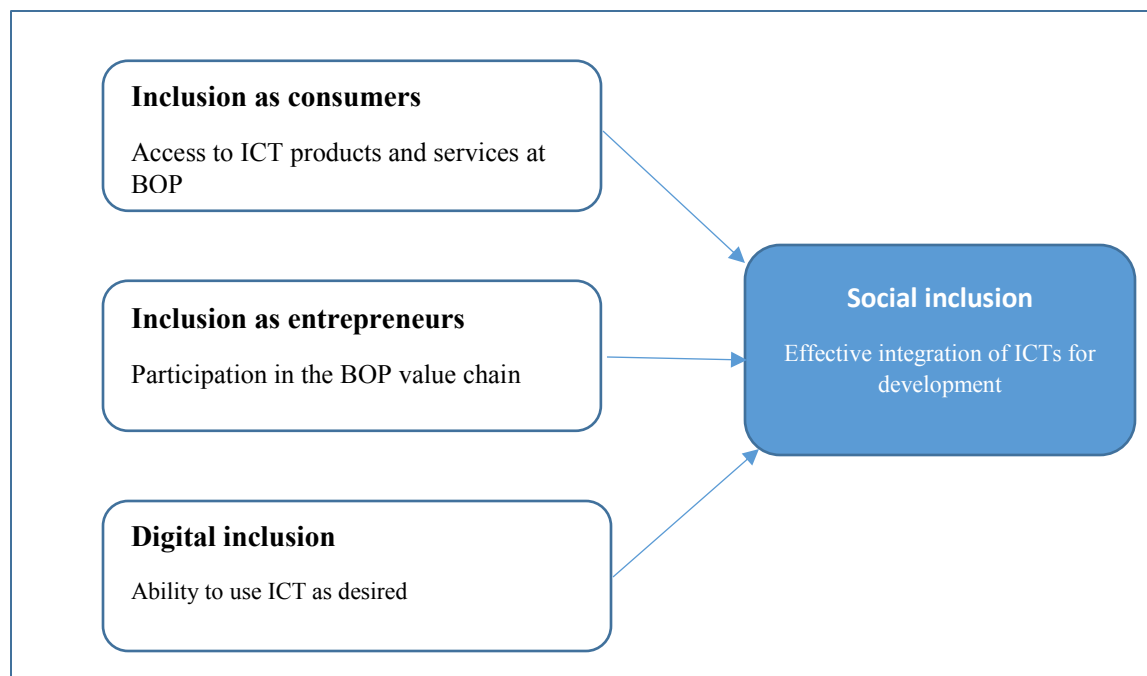 Inclusion as consumers
Access to ICT products and services at
BOP
Inclusion as entrepreneurs
Participation in the BOP value chain
Digital inclusion
Ability to use ICT as desired
Social inclusion
Effective integration of ICTs for
development